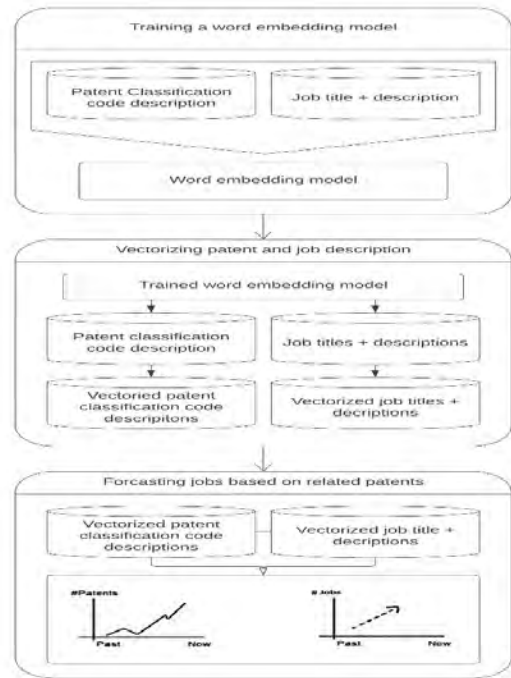 Training a word embedding model
Patent Classification
code description
Job title + description
Word embedding model
Vectorizing patent and job description
Trained word embedding model
Patent classification
code description
Job titles + descriptions
Vectoried patent
classification code
descripitons
Vectorized job titles +
decriptions
Forcasting jobs based on related patents
Vectorized patent
classification code
descriptions
Vectorized job title +
decriptions
#Patents
Past
Now
#Jobs
Past
Now